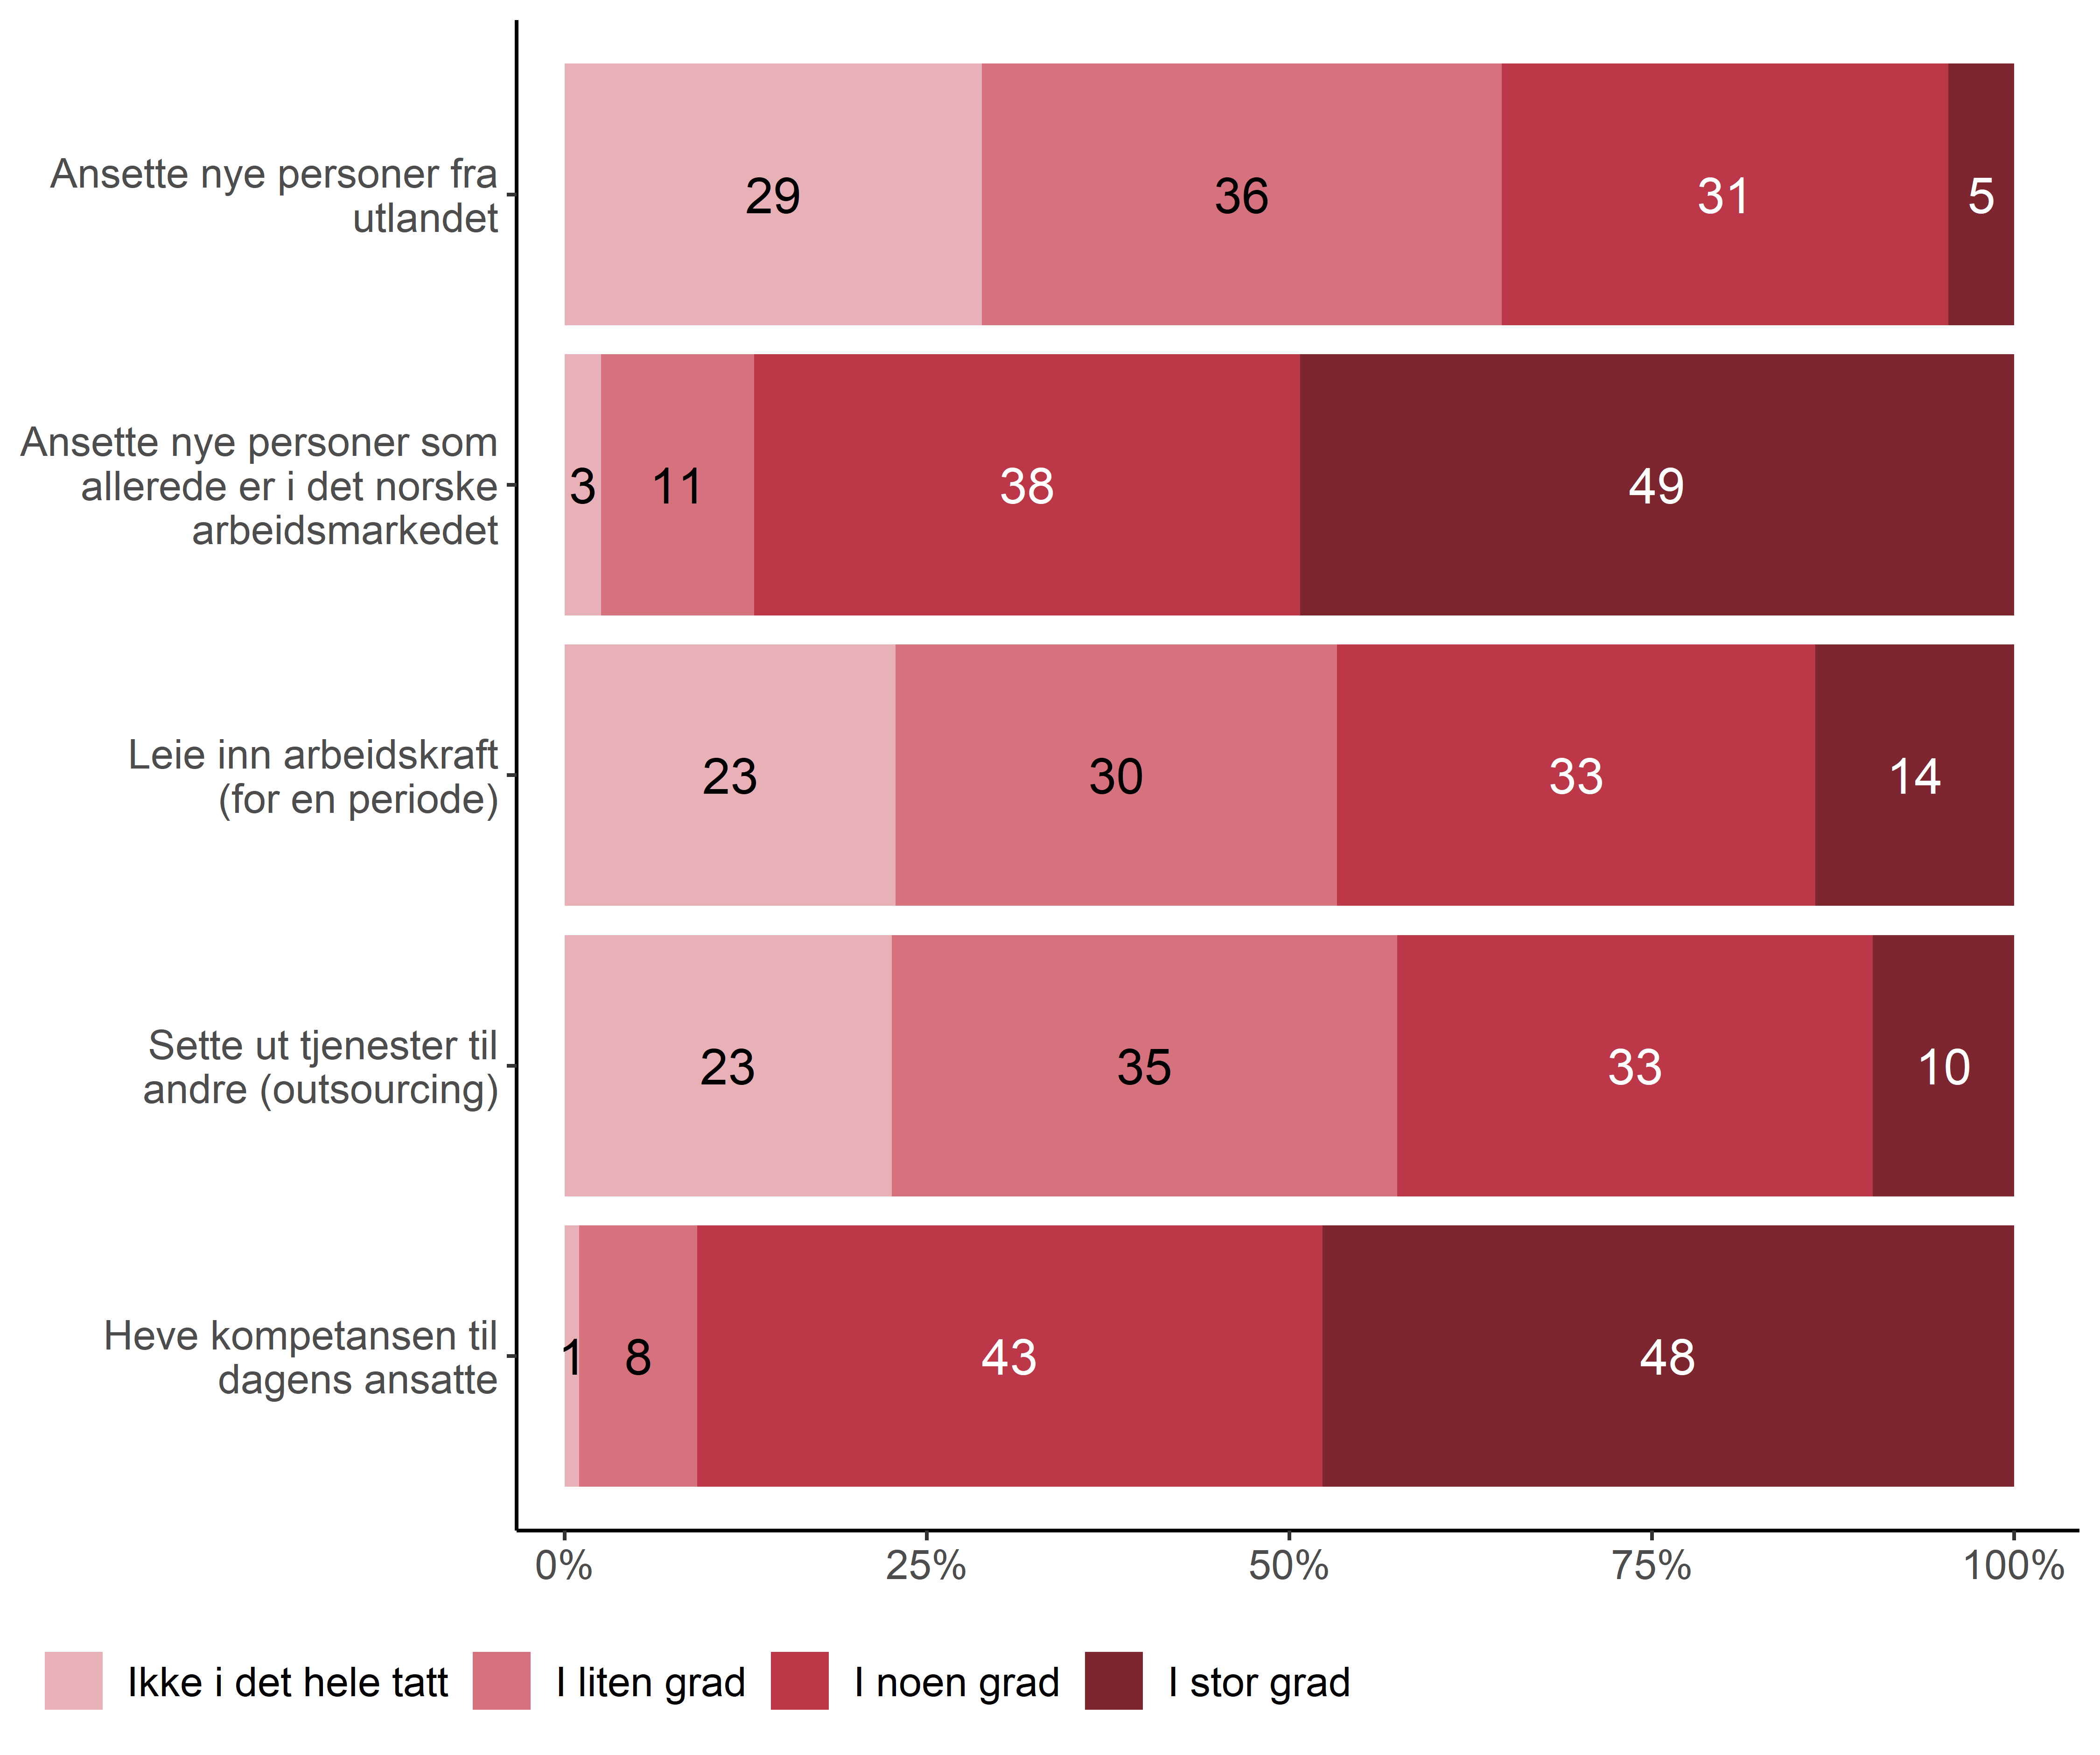 Ansette nye personer fra
utlandet
29 36 31 5
Ansette nye personer som
allerede er i det norske
arbeidsmarkedet
3 11 38 49
Leie inn arbeidskraft
(for en periode)
23 30 33 14
Sette ut tjenester til
andre (outsourcing)
23 35 33 10
Heve kompetansen til
dagens ansatte
1 8 43 48
0% 25% 50% 75% 100%
Ikke i det hele tatt I liten grad I noen grad I stor grad